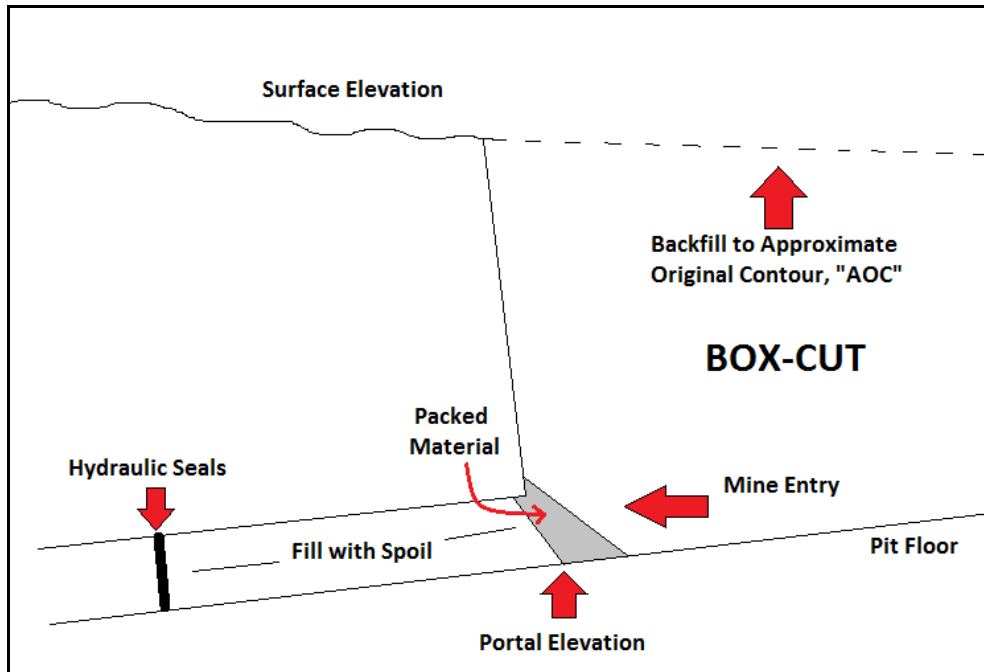 Surface Elevation
Backfill to Approximate
Original Contour, "AOC"
BOX-CUT
Packed
Material
Hydraulic Seals
Mine Entry
Fill with Spoil
Pit Floor
Portal Elevation